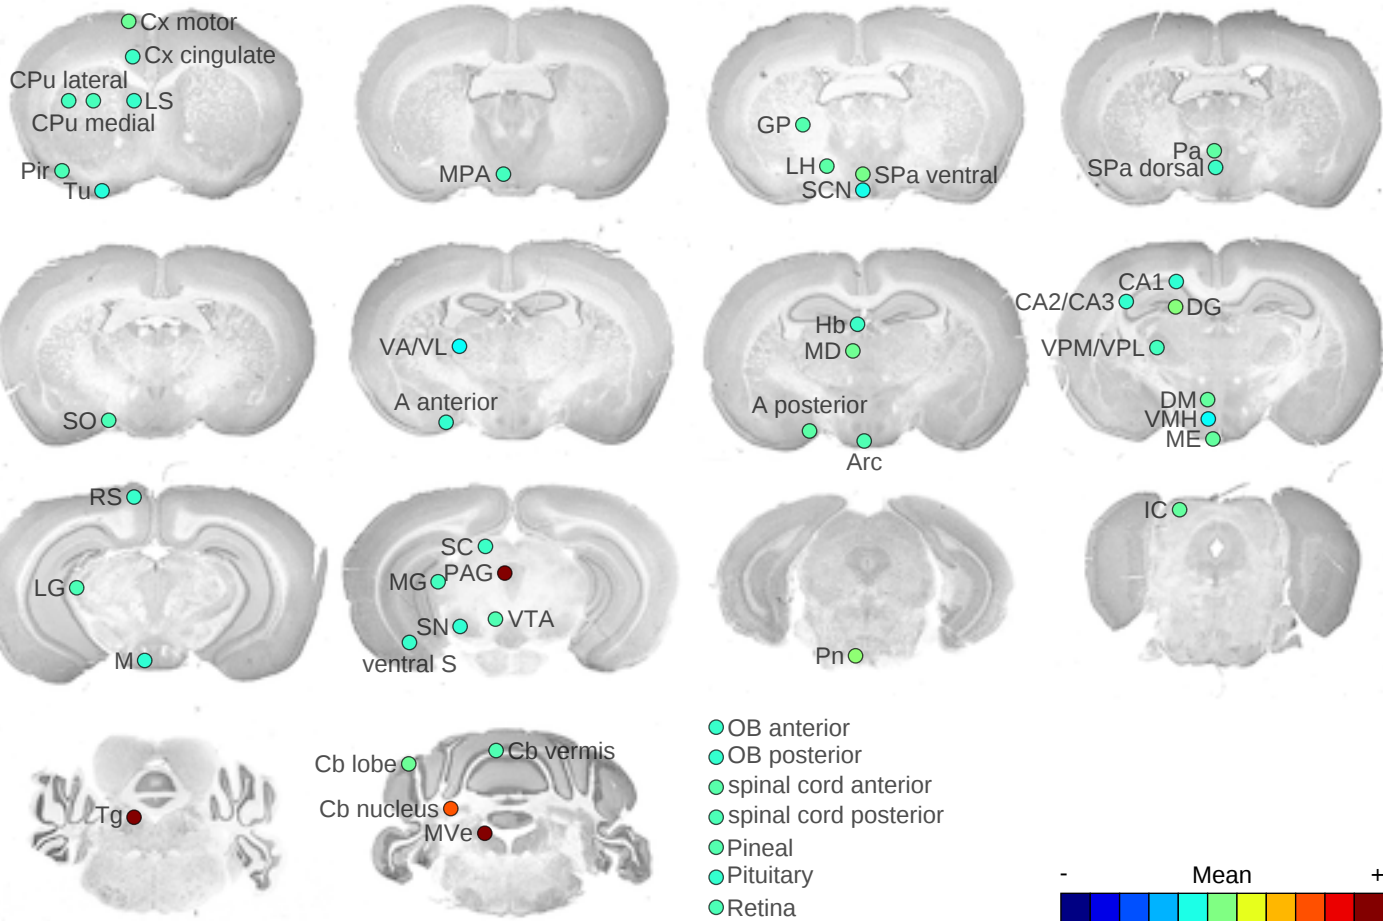 Cx motor
Cx cingulate
CPu lateral
LS
CPu medial
Pir
Tu
MPA
GP
LH
SPa ventral
SCN
Pa
SPa dorsal
SO
VA/VL
A anterior
Hb
MD
A posterior
Arc
CA1
CA2/CA3
DG
VPM/VPL
DM
VMH
ME
RS
LG
M
SC
PAG
MG
VTA
SN
ventral S
Pn
IC
Tg
Cb vermis
Cb lobe
Cb nucleus
MVe
OB anterior
OB posterior
spinal cord anterior
spinal cord posterior
Pineal
Pituitary
Retina
- Mean +